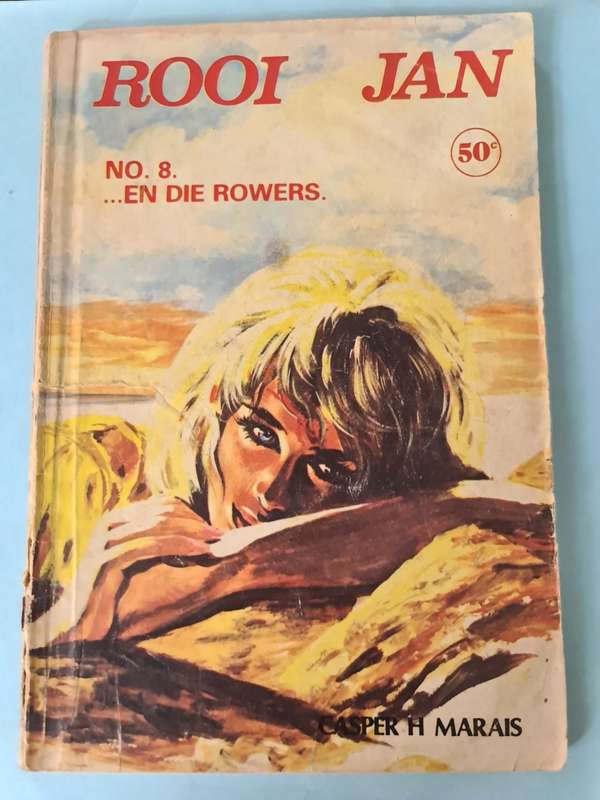 ROOI JAN
50c
NO. 8.
...EN DIE ROWERS.
CASPER H MARAIS